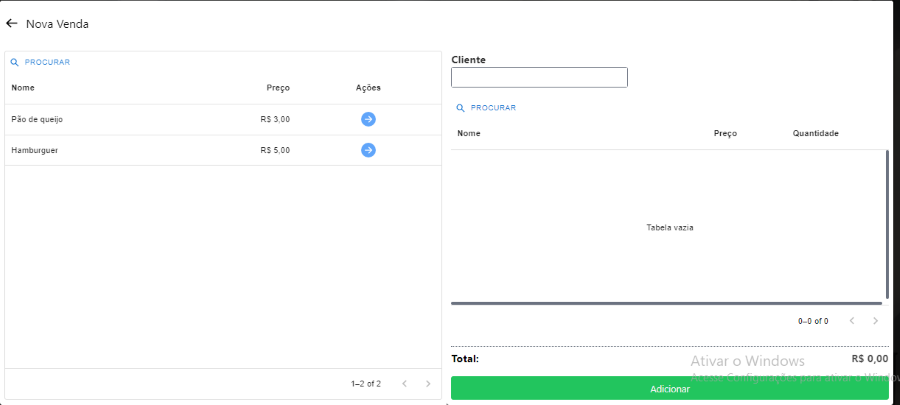 Nova Venda
PROCURAR
Nome Preço Ações
Pão de queijo R$ 3,00
Hamburguer R$ 5,00
1–2 of 2
Cliente
PROCURAR
Nome Preço Quantidade
Tabela vazia
0–0 of 0
Total: R$ 0,00
Ativar o Windows
Acesse Configurações para ativar o Windows
Adicionar